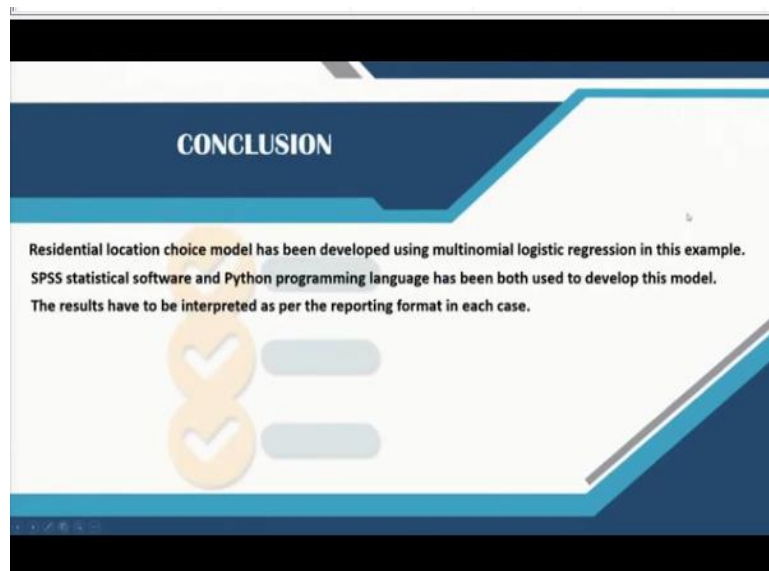 CONCLUSION
Residential location choice model has been developed using multinomial logistic regression in this example.
SPSS statistical software and Python programming language has been both used to develop this model.
The results have to be interpreted as per the reporting format in each case.